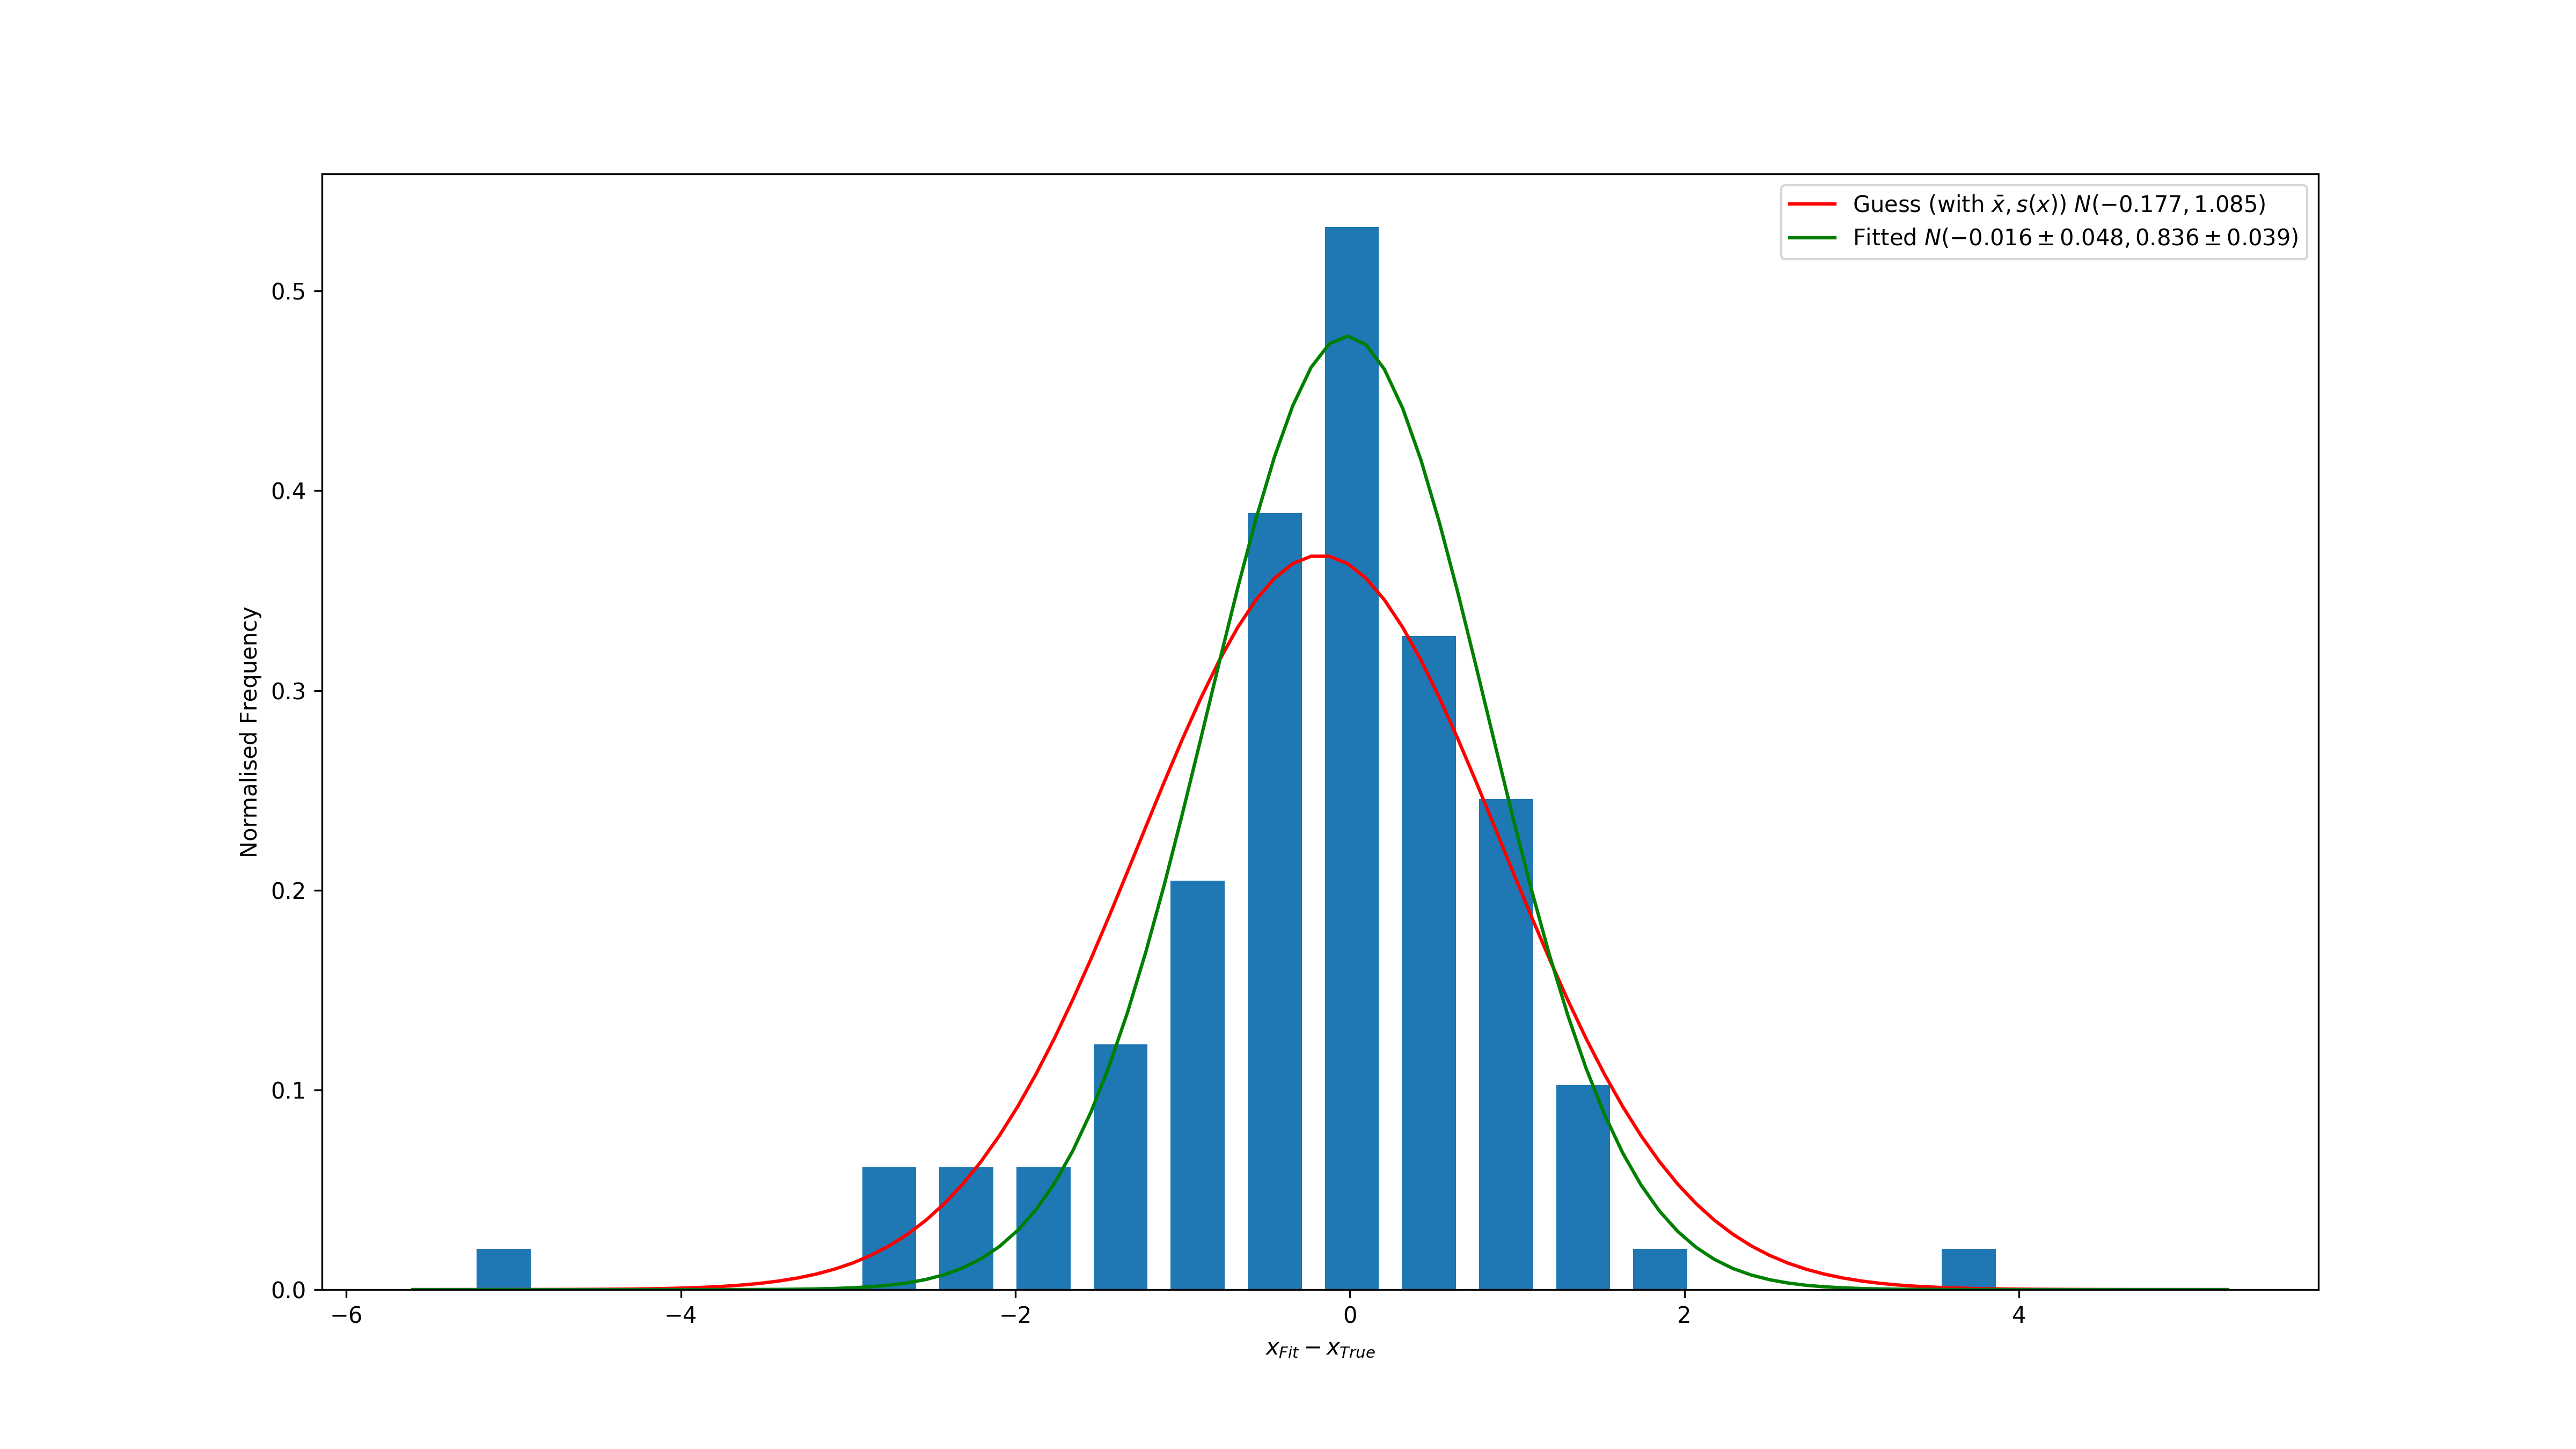 Guess (with x̄, s(x)) N(−0.177, 1.085)
Fitted N(−0.016 ± 0.048, 0.836 ± 0.039)
Normalised Frequency
0.5
0.4
0.3
0.2
0.1
0.0
−6 −4 −2 0 2 4
x_Fit − x_True